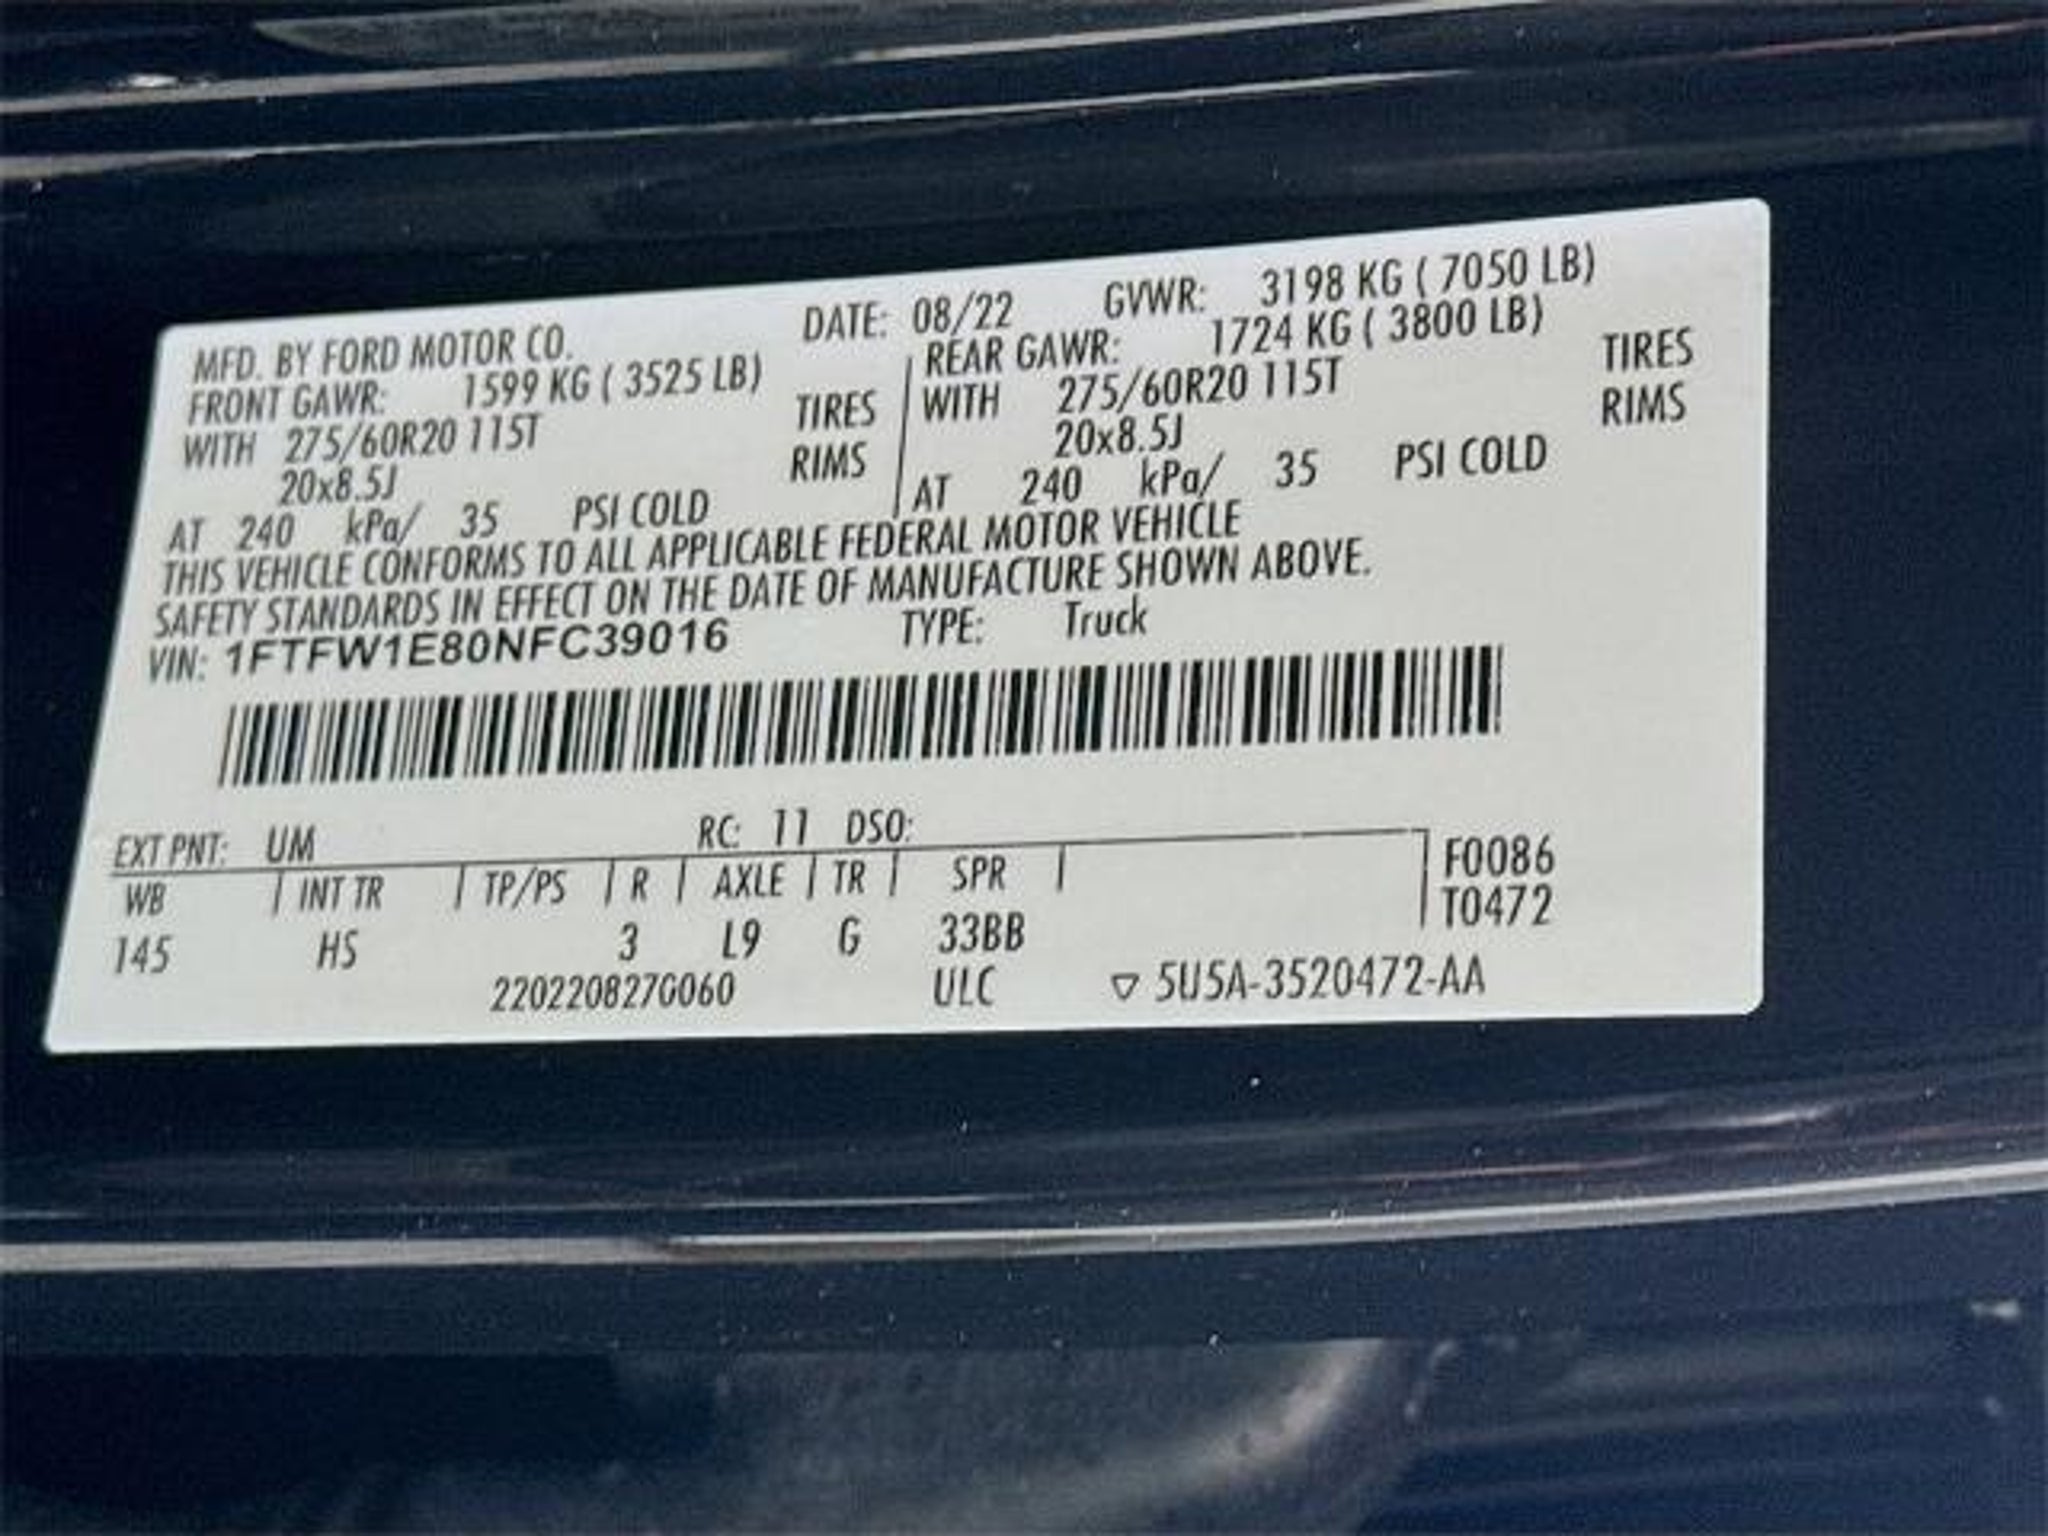 MFD. BY FORD MOTOR CO. DATE: 08/22 GVWR: 3198 KG ( 7050 LB)
FRONT GAWR: 1599 KG ( 3525 LB) REAR GAWR: 1724 KG ( 3800 LB)
WITH 275/60R20 115T TIRES WITH 275/60R20 115T TIRES
20x8.5J RIMS 20x8.5J RIMS
AT 240 kPa/ 35 PSI COLD AT 240 kPa/ 35 PSI COLD
THIS VEHICLE CONFORMS TO ALL APPLICABLE FEDERAL MOTOR VEHICLE
SAFETY STANDARDS IN EFFECT ON THE DATE OF MANUFACTURE SHOWN ABOVE.
VIN: 1FTFW1E80NFC39016 TYPE: Truck
EXT PNT: UM RC: 11 DSO:
WB INT TR TP/PS R AXLE TR SPR F0086
T0472
145 HS 3 L9 G 33BB
2202208270060 ULC ▽ 5U5A-3520472-AA